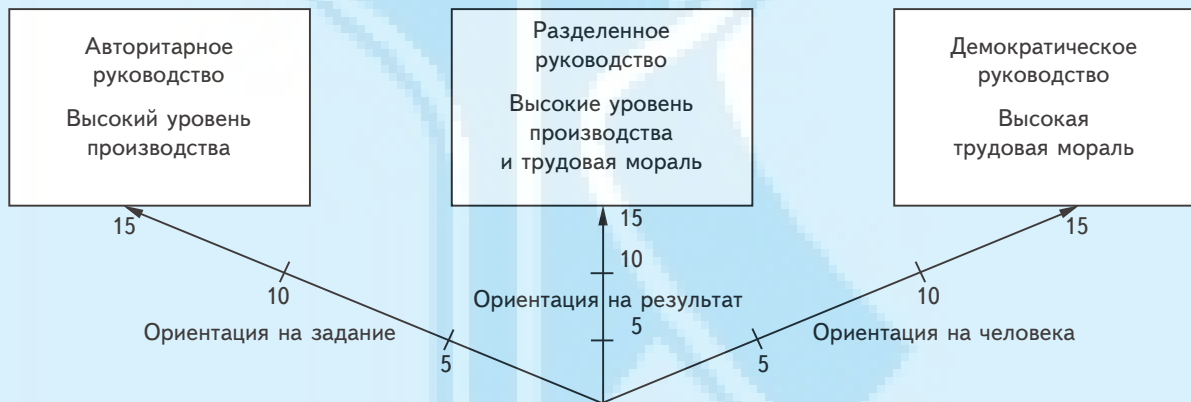 Авторитарное
руководство
Высокий уровень
производства
Разделенное
руководство
Высокие уровень
производства
и трудовая мораль
Демократическое
руководство
Высокая
трудовая мораль
15
10
5
Ориентация на задание
15
10
5
Ориентация на результат
15
10
5
Ориентация на человека